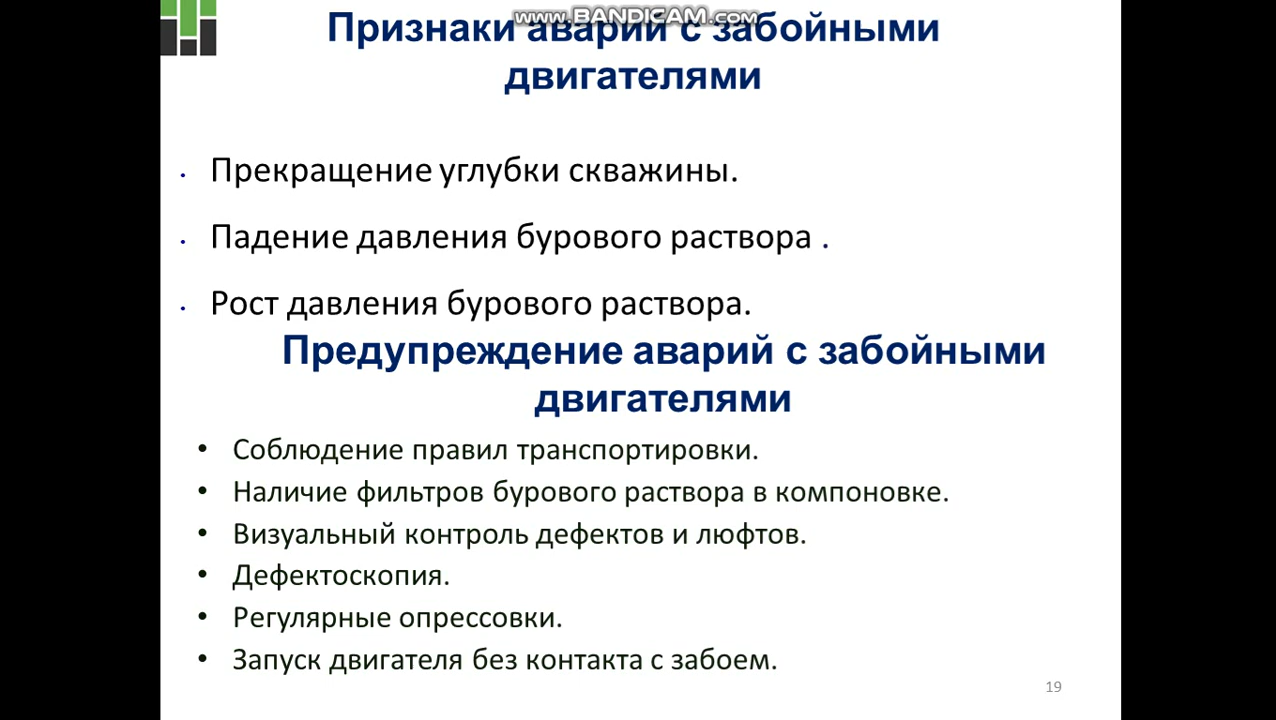 www.BANDICAM.com
Признаки аварий с забойными
двигателями
• Прекращение углубки скважины.
• Падение давления бурового раствора .
• Рост давления бурового раствора.
Предупреждение аварий с забойными
двигателями
• Соблюдение правил транспортировки.
• Наличие фильтров бурового раствора в компоновке.
• Визуальный контроль дефектов и люфтов.
• Дефектоскопия.
• Регулярные опрессовки.
• Запуск двигателя без контакта с забоем.
19